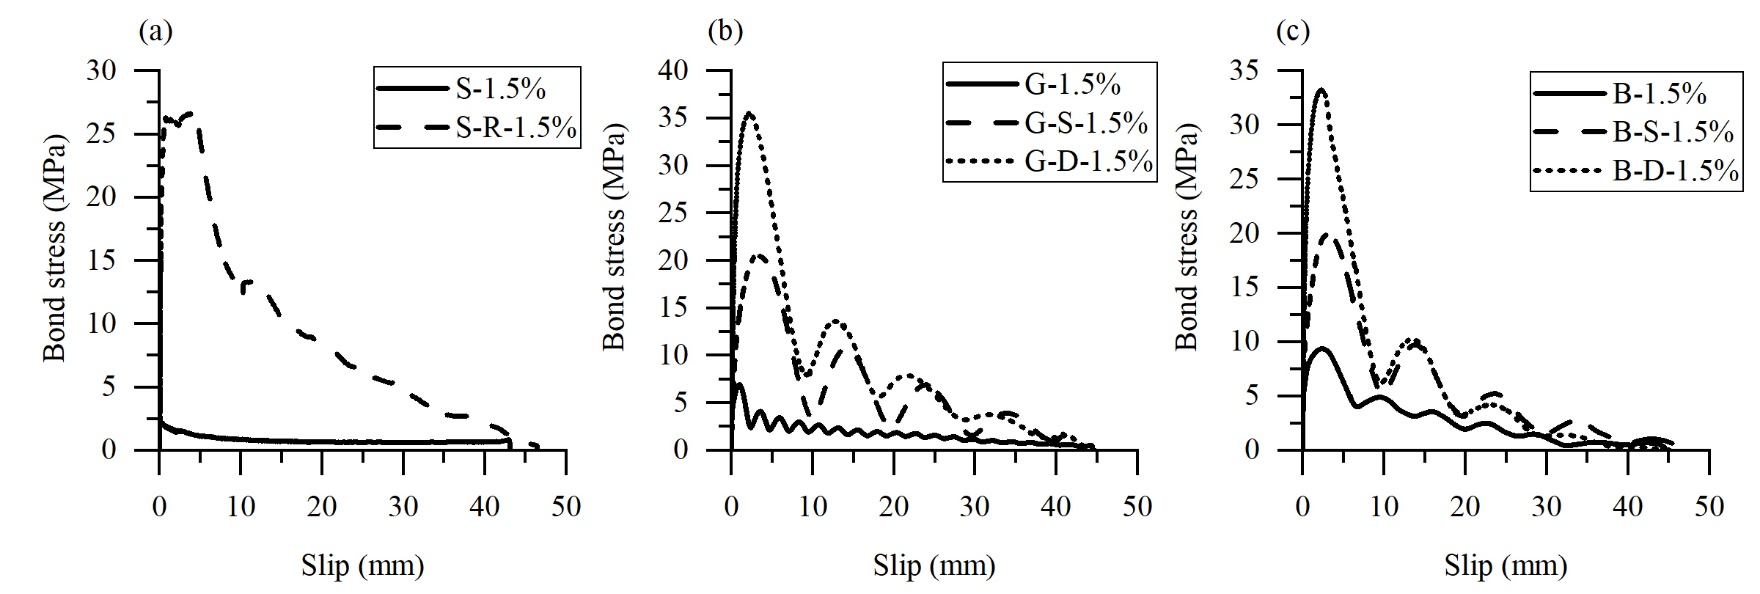 (a)
30
25
20
15
10
5
0
Bond stress (MPa)
S-1.5%
S-R-1.5%
0 10 20 30 40 50
Slip (mm)
(b)
40
35
30
25
20
15
10
5
0
Bond stress (MPa)
G-1.5%
G-S-1.5%
G-D-1.5%
0 10 20 30 40 50
Slip (mm)
(c)
35
30
25
20
15
10
5
0
Bond stress (MPa)
B-1.5%
B-S-1.5%
B-D-1.5%
0 10 20 30 40 50
Slip (mm)